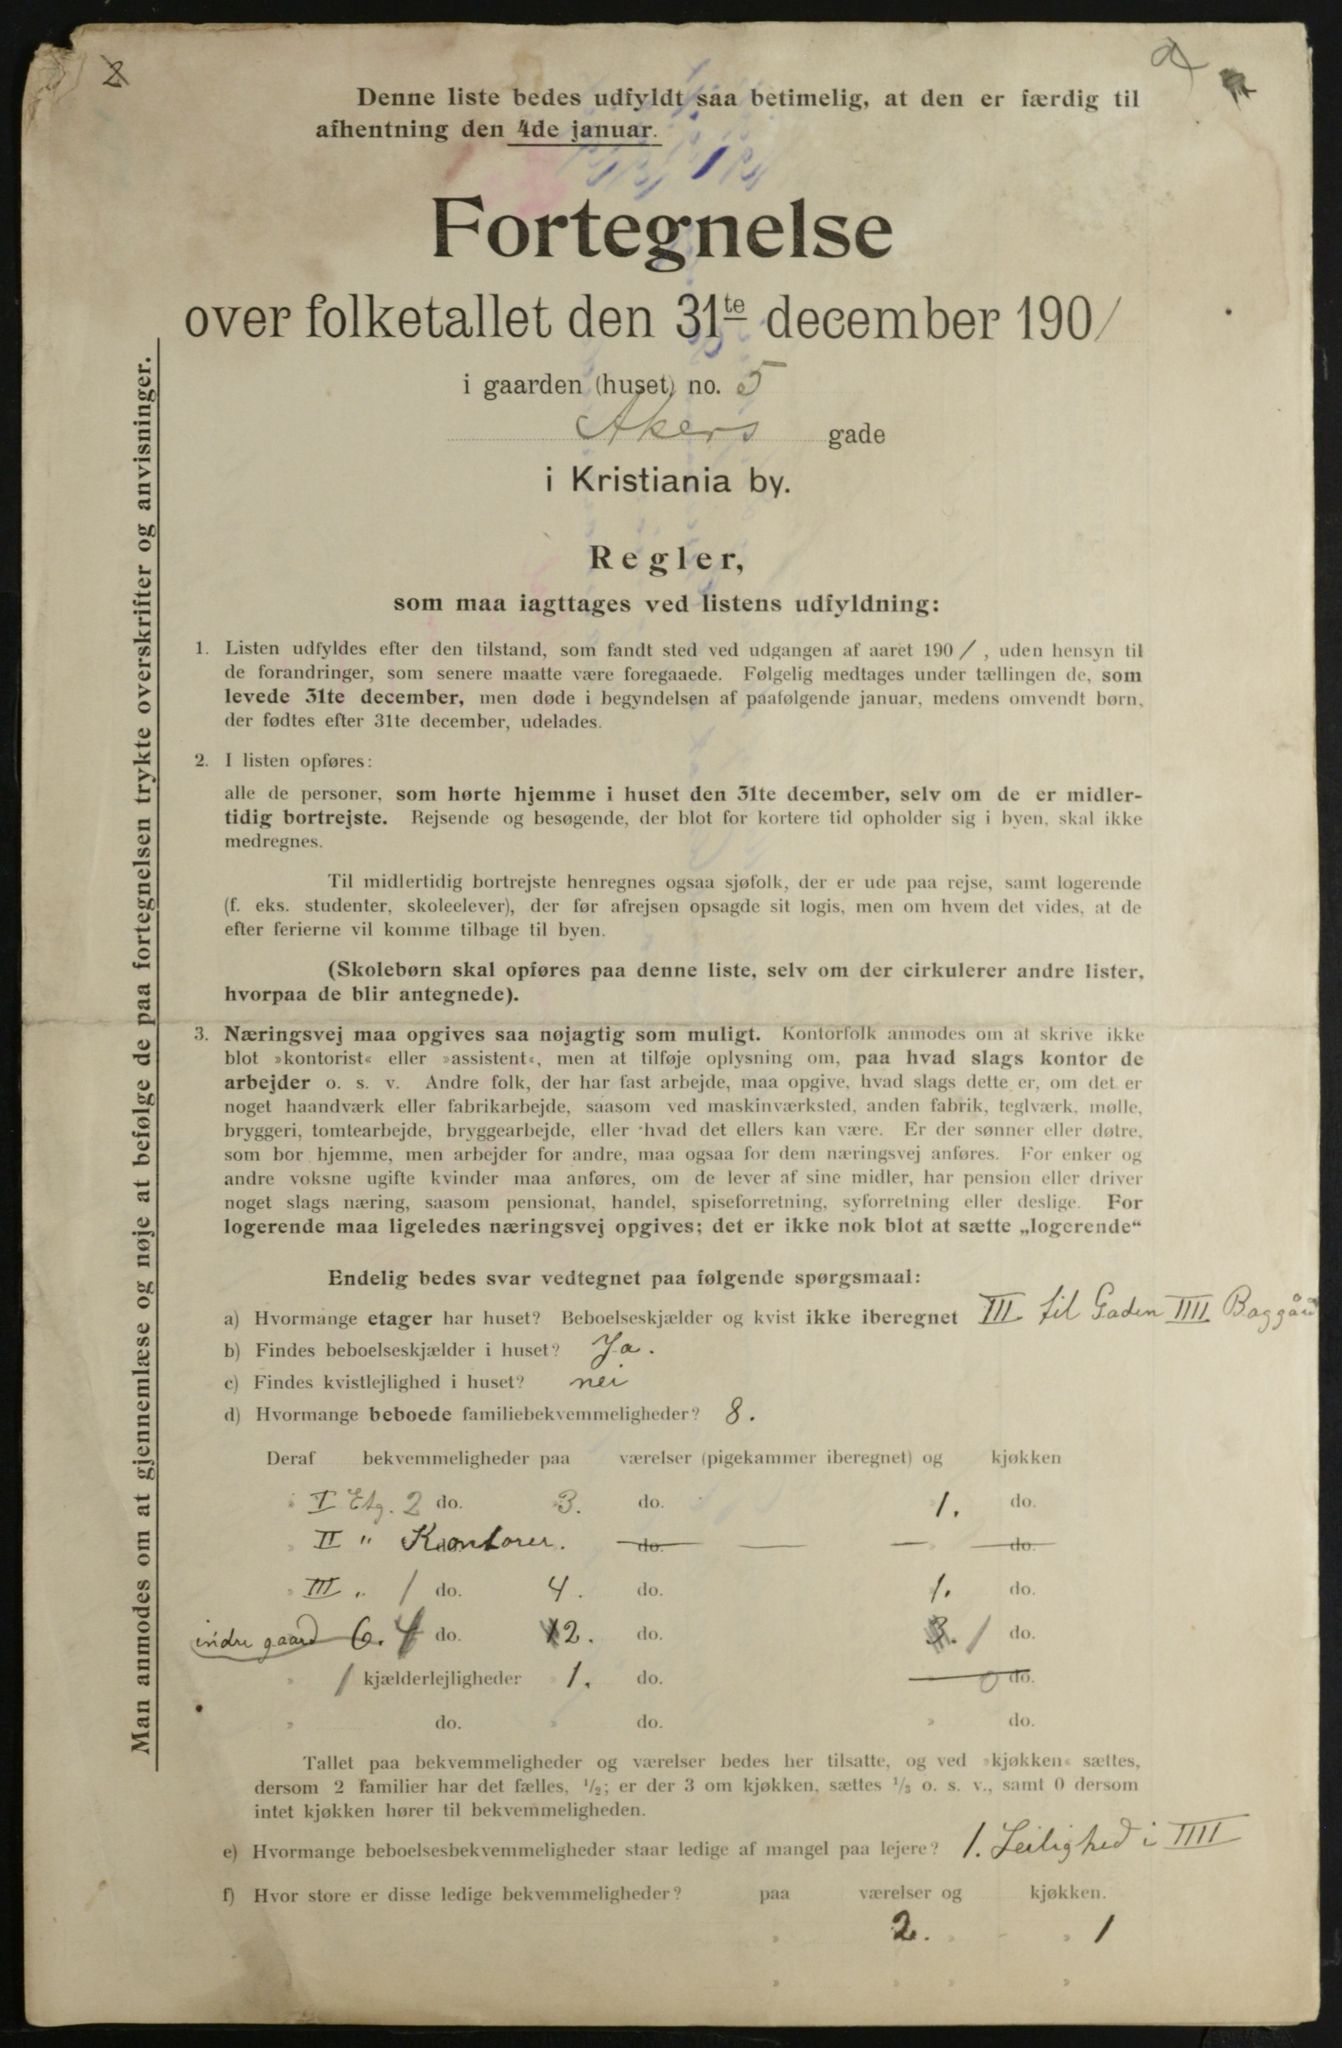 Denne liste bedes udfyldt saa betimelig, at den er færdig til
afhentning den 4de januar.
Fortegnelse
over folketallet den 31te december 1901
i gaarden (huset) no. 5
Akers gade
i Kristiania by.
Regler,
som maa iagttages ved listens udfyldning:
1. Listen udfyldes efter den tilstand, som fandt sted ved udgangen af aaret 1901, uden hensyn til
de forandringer, som senere maatte være foregaaede. Følgelig medtages under tællingen de, som
levede 31te december, men døde i begyndelsen af paafølgende januar, medens omvendt børn,
der fødtes efter 31te december, udelades.
2. I listen opføres:
alle de personer, som hørte hjemme i huset den 31te december, selv om de er midler-
tidig bortrejste. Rejsende og besøgende, der blot for kortere tid opholder sig i byen, skal ikke
medregnes.
Til midlertidig bortrejste henregnes ogsaa sjøfolk, der er ude paa rejse, samt logerende
(f. eks. studenter, skoleelever), der før afrejsen opsagde sit logis, men om hvem det vides, at de
efter ferierne vil komme tilbage til byen.
(Skolebørn skal opføres paa denne liste, selv om der cirkulerer andre lister,
hvorpaa de blir antegnede).
3. Næringsvej maa opgives saa nøjagtig som muligt. Kontorfolk anmodes om at skrive ikke
blot »kontorist« eller »assistent«, men at tilføje oplysning om, paa hvad slags kontor de
arbejder o. s. v. Andre folk, der har fast arbejde, maa opgive, hvad slags dette er, om det er
noget haandværk eller fabrikarbejde, saasom ved maskinværksted, anden fabrik, teglværk, mølle,
bryggeri, tomtearbejde, bryggearbejde, eller hvad det ellers kan være. Er der sønner eller døtre,
som bor hjemme, men arbejder for andre, maa ogsaa for dem næringsvej anføres. For enker og
andre voksne ugifte kvinder maa anføres, om de lever af sine midler, har pension eller driver
noget slags næring, saasom pensionat, handel, spiseforretning, syforretning eller deslige. For
logerende maa ligeledes næringsvej opgives; det er ikke nok blot at sætte „logerende“
Endelig bedes svar vedtegnet paa følgende spørgsmaal:
a) Hvormange etager har huset? Beboelseskjælder og kvist ikke iberegnet III til Gaden IIII Baggård
b) Findes beboelseskjælder i huset? Ja.
c) Findes kvistlejlighed i huset? nei
d) Hvormange beboede familiebekvemmeligheder? 8.
Deraf bekvemmeligheder paa værelser (pigekammer iberegnet) og kjøkken
" I Etg. 2 do. " 3. do. 1. do.
" II " Kontorer. do. do.
" III " 1 do. 4. do. 1. do.
indre gaard 6. 4 do. 12. do. 3. 1 do.
" 1 kjælderlejligheder " 1. do. 0 do.
" do. " do. " do.
Tallet paa bekvemmeligheder og værelser bedes her tilsatte, og ved »kjøkken« sættes,
dersom 2 familier har det fælles, 1/2; er der 3 om kjøkken, sættes 1/3 o. s. v., samt 0 dersom
intet kjøkken hører til bekvemmeligheden.
e) Hvormange beboelsesbekvemmeligheder staar ledige af mangel paa lejere? 1. Leilighed i IIII
f) Hvor store er disse ledige bekvemmeligheder? paa værelser og kjøkken.
" 2. " " 1
" " " "
Man anmodes om at gjennemlæse og nøje at befølge de paa fortegnelsen trykte overskrifter og anvisninger.